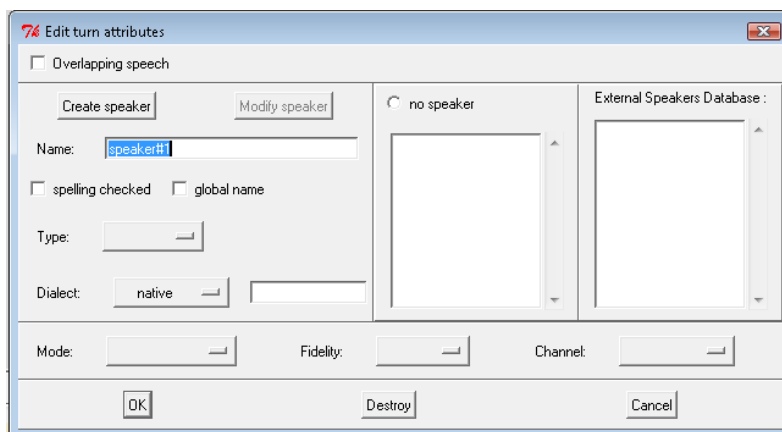 Edit turn attributes
Overlapping speech
Create speaker
Modify speaker
no speaker
External Speakers Database :
Name: speaker#1
spelling checked
global name
Type:
Dialect: native
Mode:
Fidelity:
Channel:
OK
Destroy
Cancel